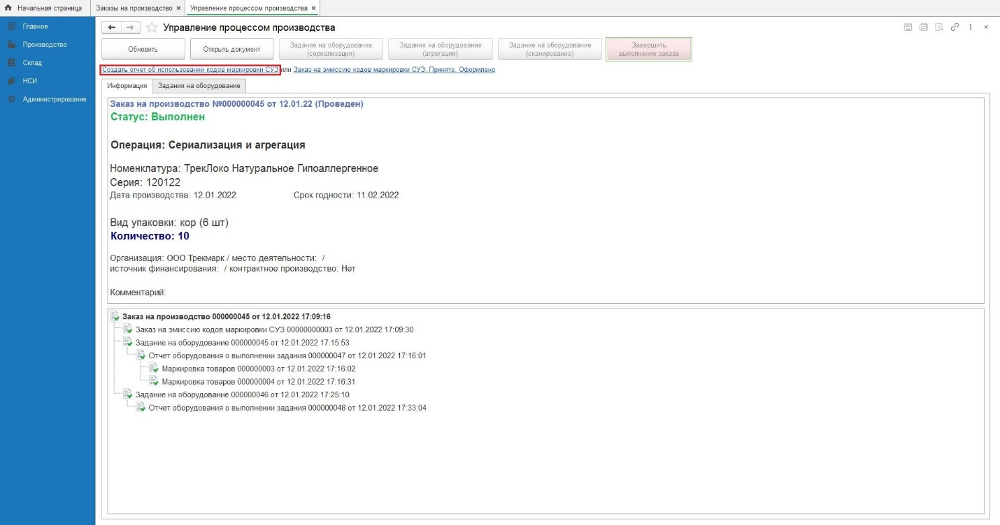 Начальная страница
Заказы на производство ×
Управление процессом производства ×
Главное
Производство
Склад
НСИ
Администрирование
Управление процессом производства
Обновить
Открыть документ
Задание на оборудование
(сериализация)
Задание на оборудование
(агрегация)
Задание на оборудование
(сканирование)
Завершить
выполнение заказа
Создать отчет об использовании кодов маркировки СУЗ или Заказ на эмиссию кодов маркировки СУЗ: Принято, Оформлено
Информация
Задания на оборудование
Заказ на производство №000000045 от 12.01.22 (Проведен)
Статус: Выполнен
Операция: Сериализация и агрегация
Номенклатура: ТрекЛоко Натуральное Гипоаллергенное
Серия: 120122
Дата производства: 12.01.2022 Срок годности: 11.02.2022
Вид упаковки: кор (6 шт)
Количество: 10
Организация: ООО Трекмарк / место деятельности: /
источник финансирования: / контрактное производство: Нет
Комментарий:
Заказ на производство 000000045 от 12.01.2022 17:09:16
Заказ на эмиссию кодов маркировки СУЗ 00000000003 от 12.01.2022 17:09:30
Задание на оборудование 000000045 от 12.01.2022 17:15:53
Отчет оборудования о выполнении задания 000000047 от 12.01.2022 17:16:01
Маркировка товаров 000000003 от 12.01.2022 17:16:02
Маркировка товаров 000000004 от 12.01.2022 17:16:31
Задание на оборудование 000000046 от 12.01.2022 17:25:10
Отчет оборудования о выполнении задания 000000048 от 12.01.2022 17:33:04